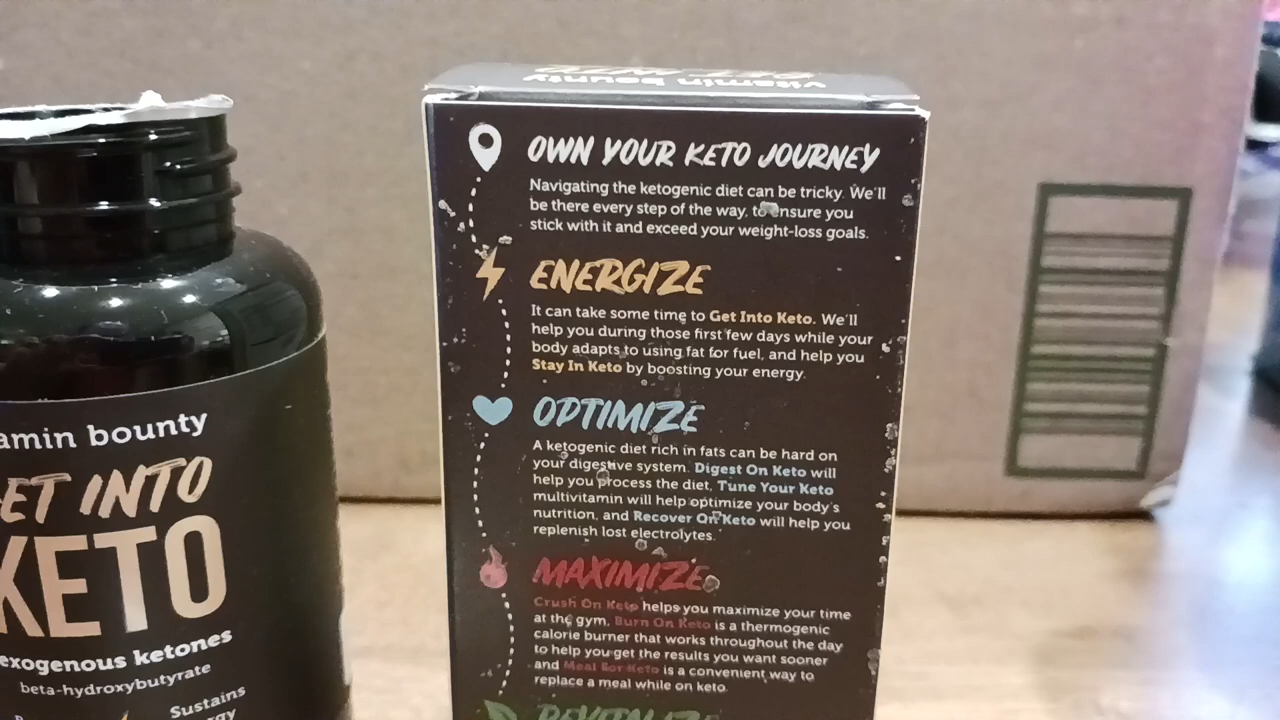 vitamin bounty
OWN YOUR KETO JOURNEY
Navigating the ketogenic diet can be tricky. We'll
be there every step of the way, to ensure you
stick with it and exceed your weight-loss goals.
ENERGIZE
It can take some time to Get Into Keto. We'll
help you during those first few days while your
body adapts to using fat for fuel, and help you
Stay In Keto by boosting your energy.
OPTIMIZE
A ketogenic diet rich in fats can be hard on
your digestive system. Digest On Keto will
help you process the diet, Tune Your Keto
multivitamin will help optimize your body's
nutrition, and Recover On Keto will help you
replenish lost electrolytes.
MAXIMIZE
Crush On Keto helps you maximize your time
at the gym, Burn On Keto is a thermogenic
calorie burner that works throughout the day
to help you get the results you want sooner
and Meal For Keto is a convenient way to
replace a meal while on keto.
REVITALIZE
amin bounty
ET INTO
KETO
exogenous ketones
beta-hydroxybutyrate
Sustains